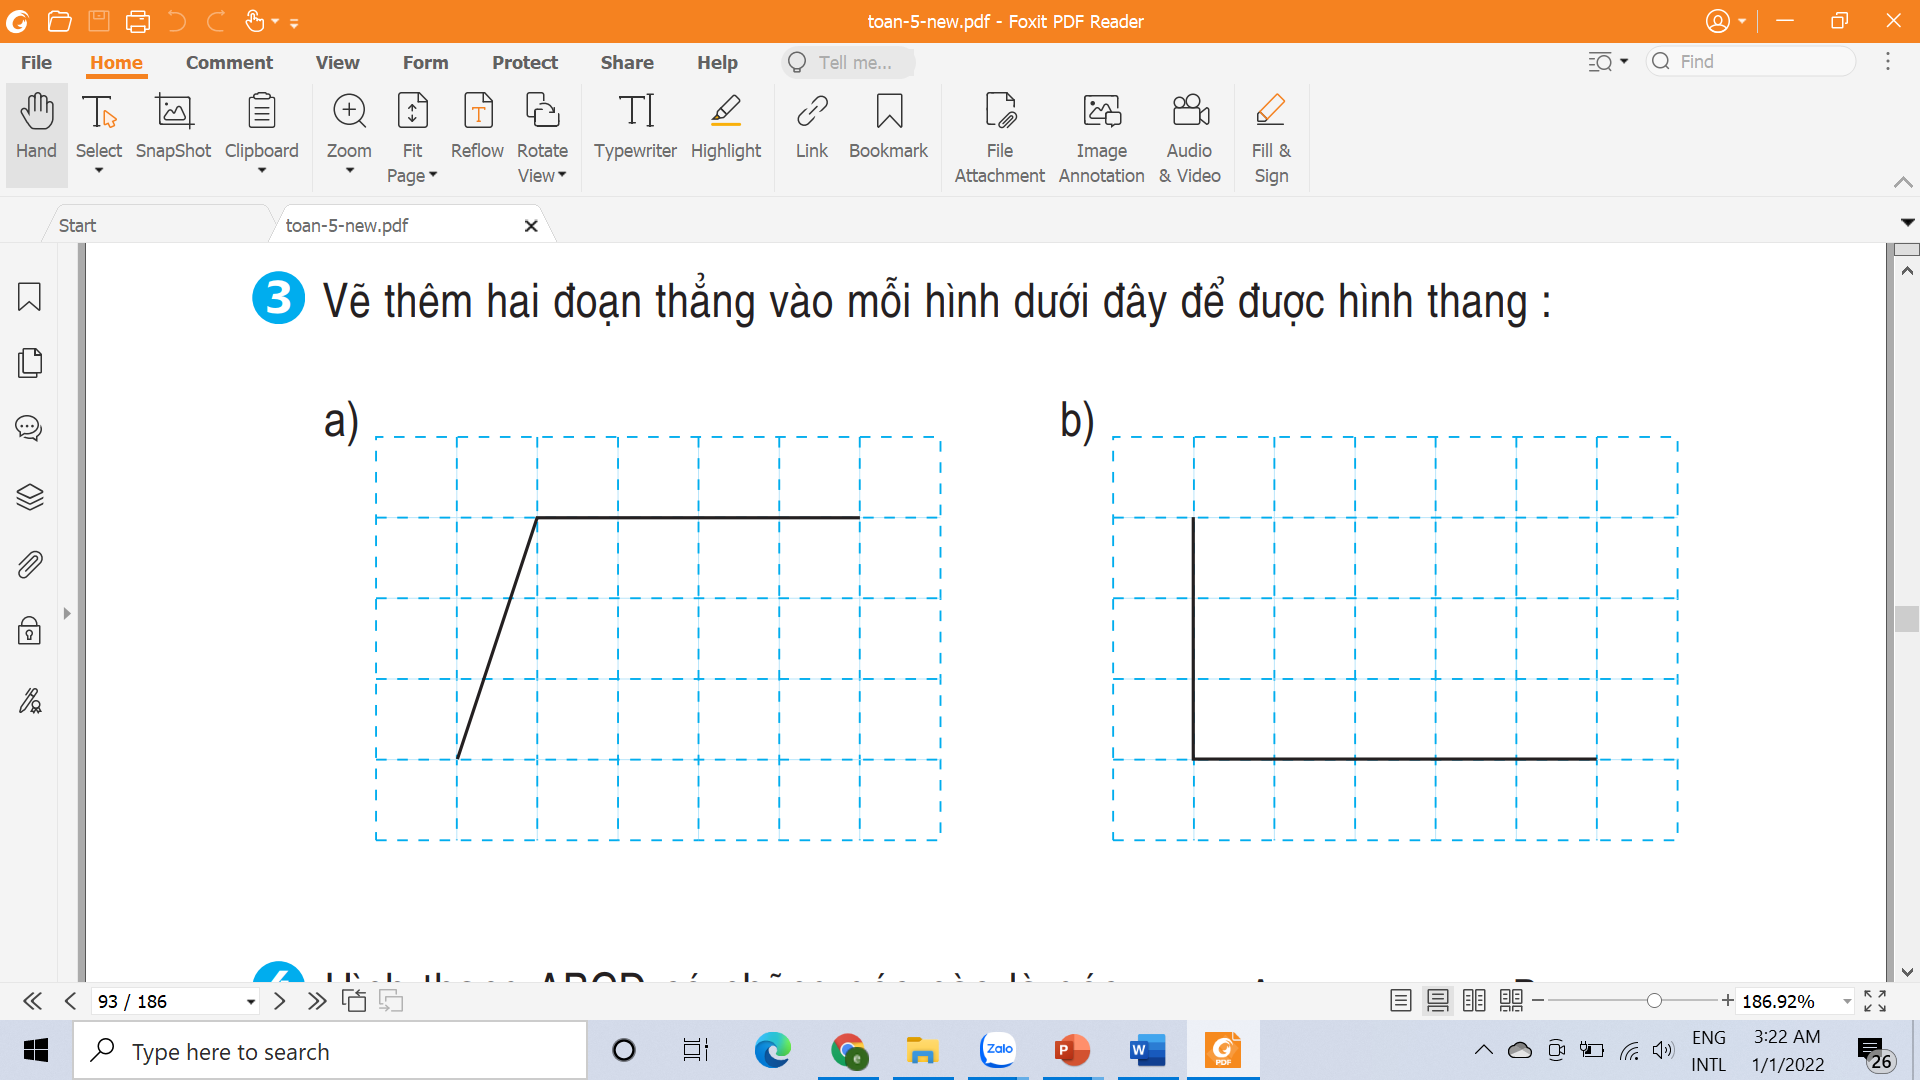 toan-5-new.pdf - Foxit PDF Reader
File Home Comment View Form Protect Share Help Tell me... Find
Hand Select SnapShot Clipboard Zoom Fit Page Reflow Rotate View Typewriter Highlight Link Bookmark File Attachment Image Annotation Audio & Video Fill & Sign
Start toan-5-new.pdf
3 Vẽ thêm hai đoạn thẳng vào mỗi hình dưới đây để được hình thang :
a) b)
93 / 186 186.92%
Type here to search Zalo ENG INTL 3:22 AM 1/1/2022 26